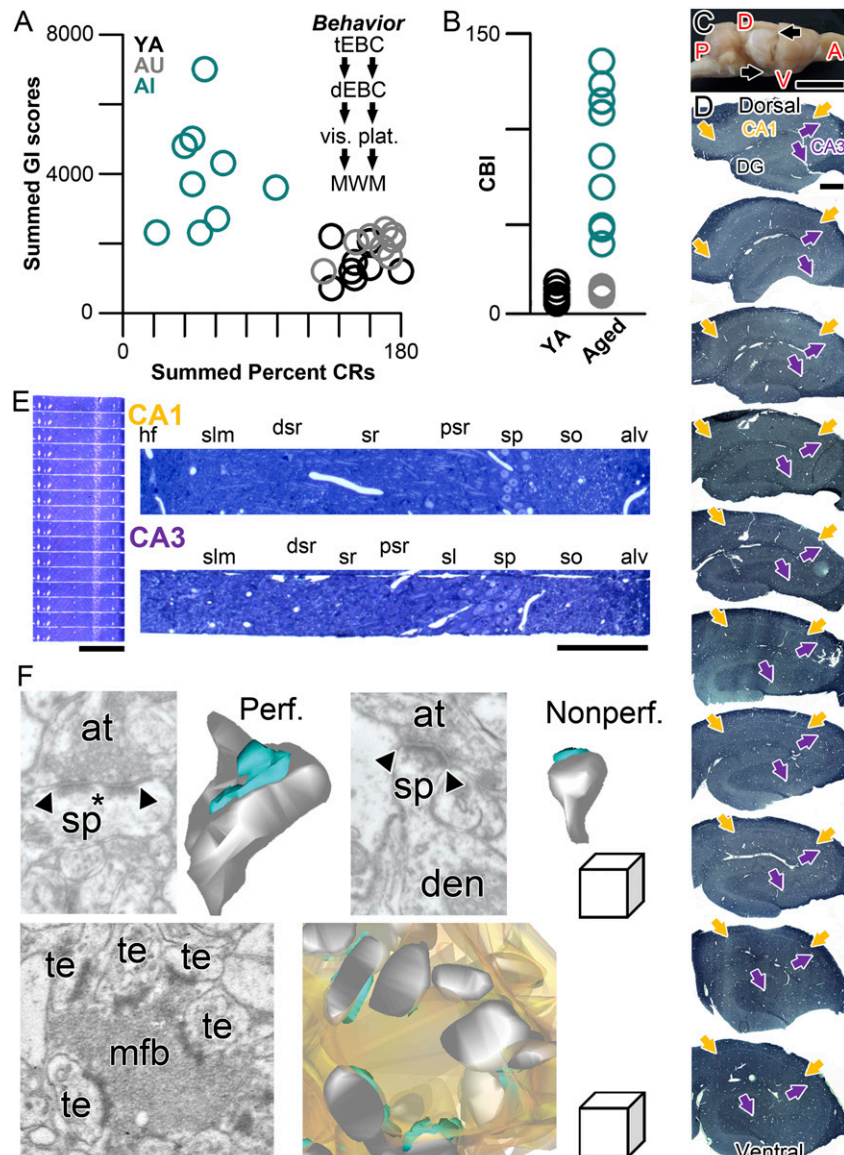 A
8000
4000
0
Summed GI scores
YA
AU
AI
Behavior
tEBC
dEBC
vis. plat.
MWM
0
180
Summed Percent CRs
B
150
CBI
0
YA
Aged
C
D
P
A
V
D
Dorsal
CA1
CA3
DG
Ventral
E
CA1
hf slm dsr sr psr sp so alv
CA3
slm dsr sr psr sl sp so alv
F
at
sp
*
Perf.
at
sp
den
Nonperf.
te
te
te
te
mfb
te